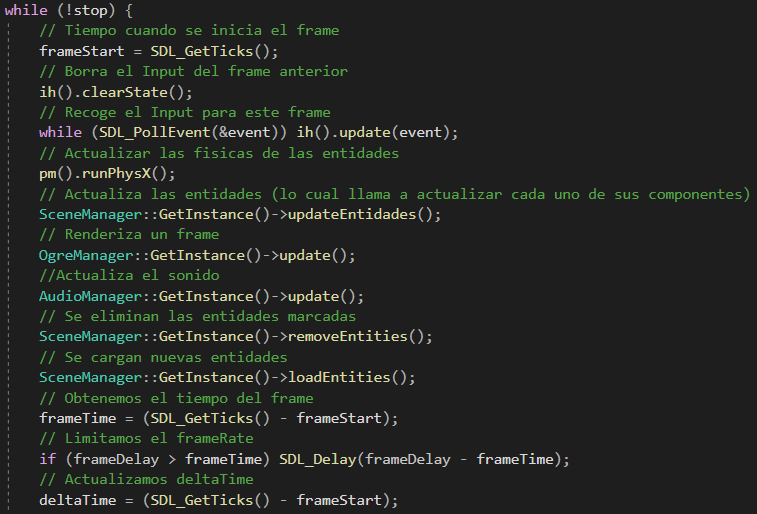 while (!stop) {
// Tiempo cuando se inicia el frame
frameStart = SDL_GetTicks();
// Borra el Input del frame anterior
ih().clearState();
// Recoge el Input para este frame
while (SDL_PollEvent(&event)) ih().update(event);
// Actualizar las fisicas de las entidades
pm().runPhysX();
// Actualiza las entidades (lo cual llama a actualizar cada uno de sus componentes)
SceneManager::GetInstance()->updateEntidades();
// Renderiza un frame
OgreManager::GetInstance()->update();
//Actualiza el sonido
AudioManager::GetInstance()->update();
// Se eliminan las entidades marcadas
SceneManager::GetInstance()->removeEntities();
// Se cargan nuevas entidades
SceneManager::GetInstance()->loadEntities();
// Obtenemos el tiempo del frame
frameTime = (SDL_GetTicks() - frameStart);
// Limitamos el frameRate
if (frameDelay > frameTime) SDL_Delay(frameDelay - frameTime);
// Actualizamos deltaTime
deltaTime = (SDL_GetTicks() - frameStart);